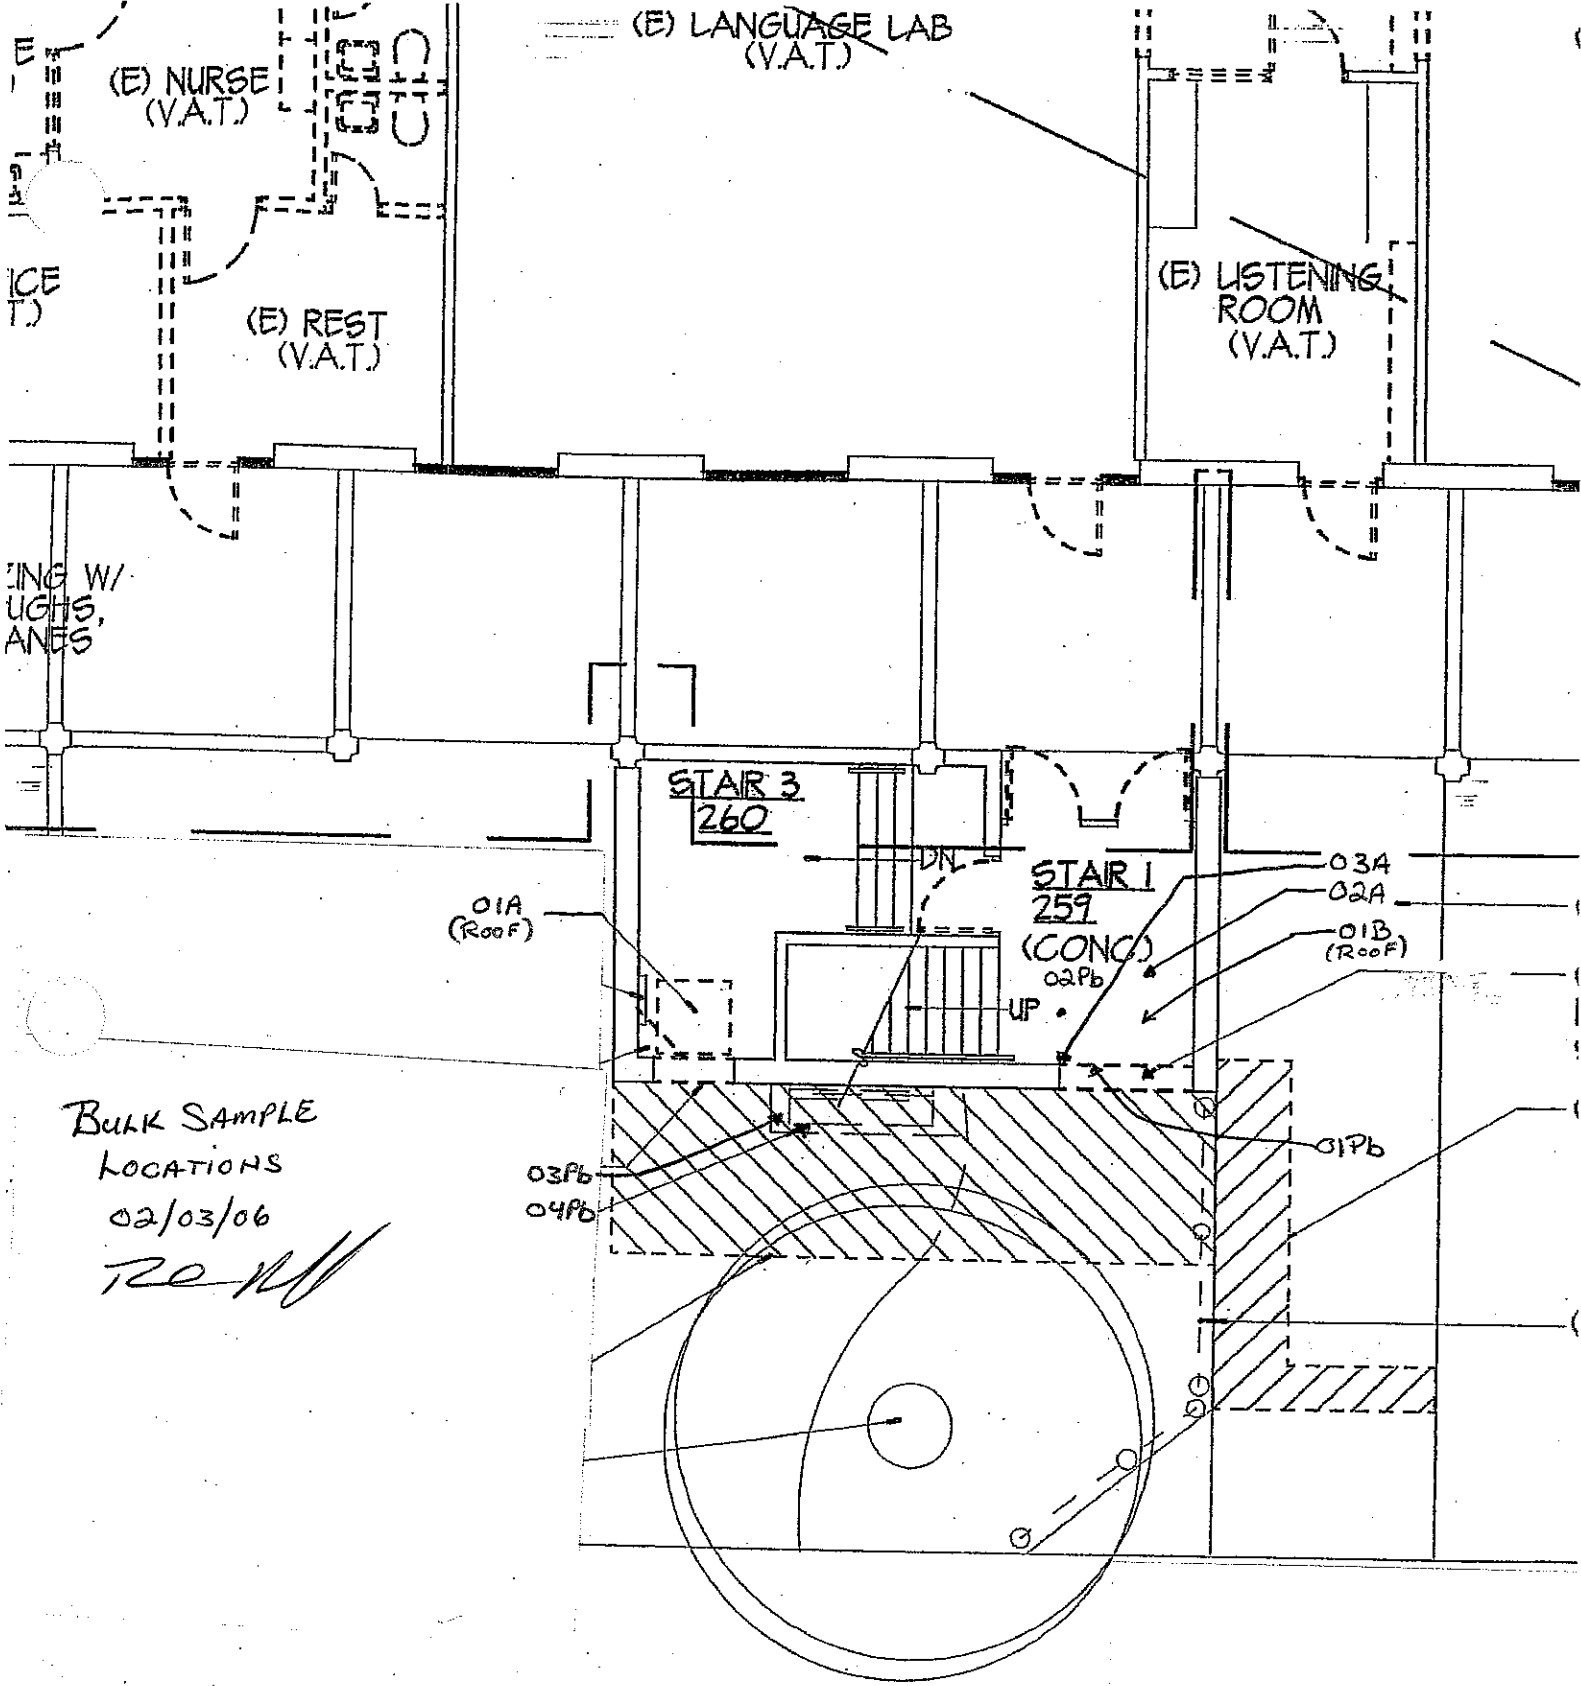 (E) LANGUAGE LAB
(V.A.T.)
E
(E) NURSE
(V.A.T.)
ICE
T.)
(E) REST
(V.A.T.)
(E) LISTENING
ROOM
(V.A.T.)
ING W/
UGHS,
ANES
STAIR 3
260
DN
STAIR 1
259
(CONC.)
02Pb
UP
03A
02A
01B
(ROOF)
01A
(ROOF)
01Pb
03Pb
04Pb
BULK SAMPLE
LOCATIONS
02/03/06